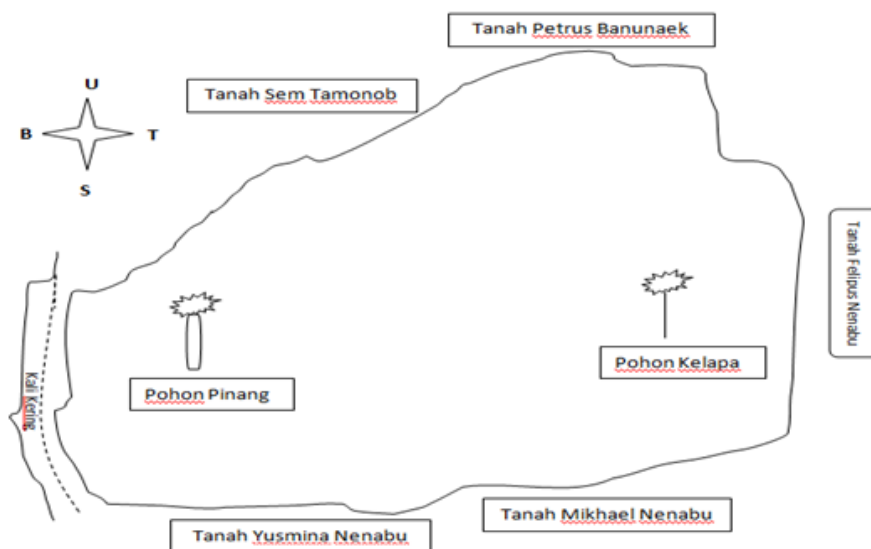 Tanah Petrus Banunaek
Tanah Sem Tamonob
U
B
T
S
Tanah Felipus Nenabu
Pohon Kelapa
Pohon Pinang
Kali Kering
Tanah Mikhael Nenabu
Tanah Yusmina Nenabu